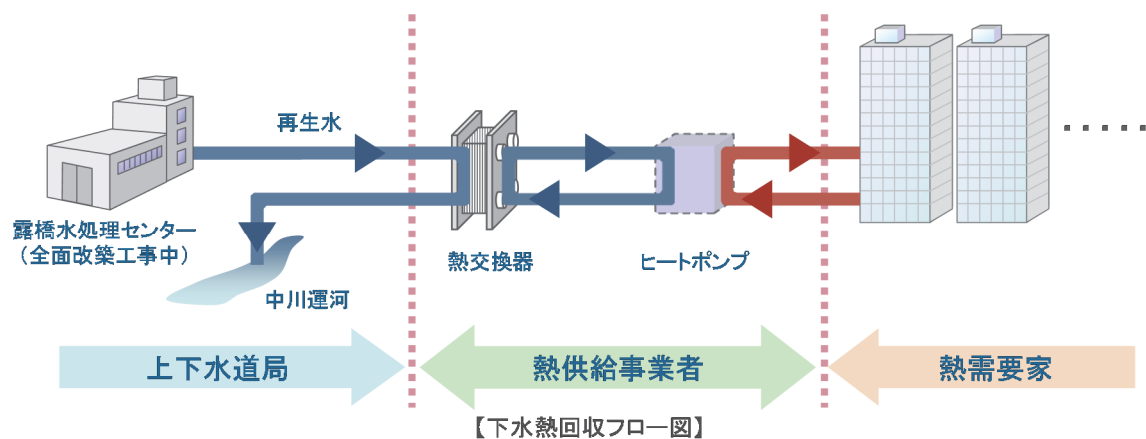 再生水
露橋水処理センター
（全面改築工事中）
中川運河
熱交換器
ヒートポンプ
上下水道局
熱供給事業者
熱需要家
【下水熱回収フロー図】